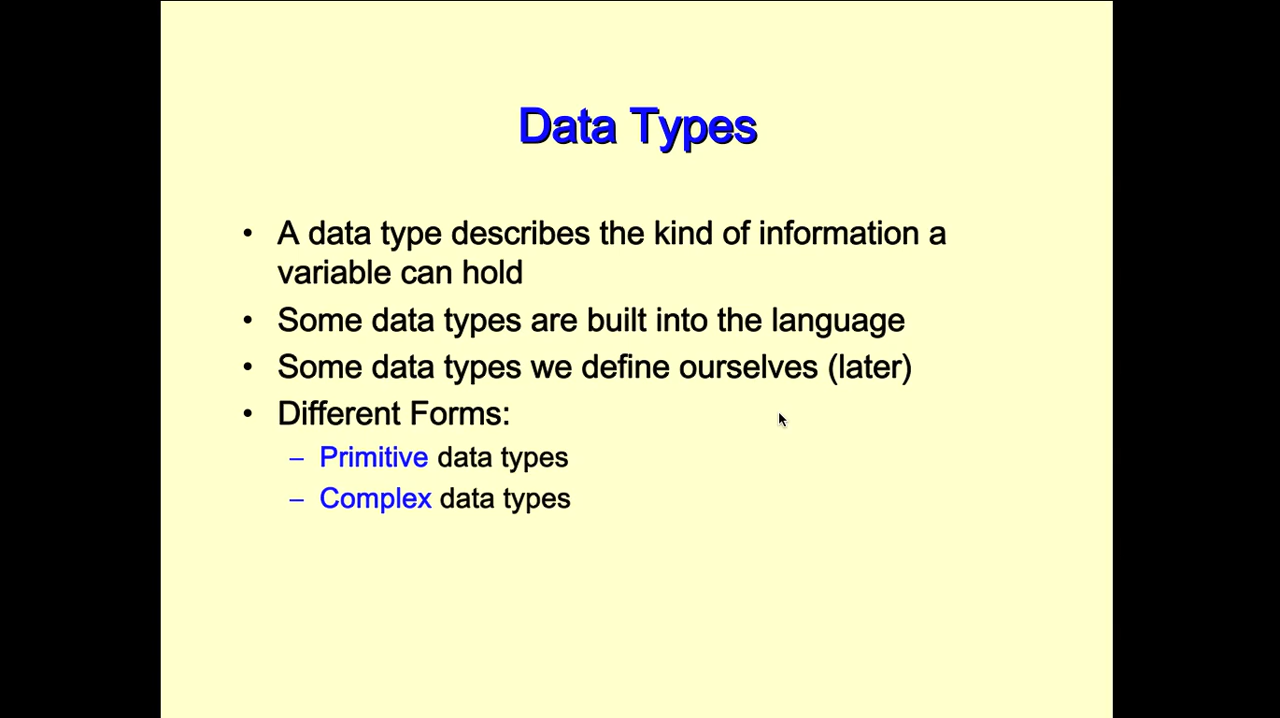 Data Types
• A data type describes the kind of information a
variable can hold
• Some data types are built into the language
• Some data types we define ourselves (later)
• Different Forms:
– Primitive data types
– Complex data types